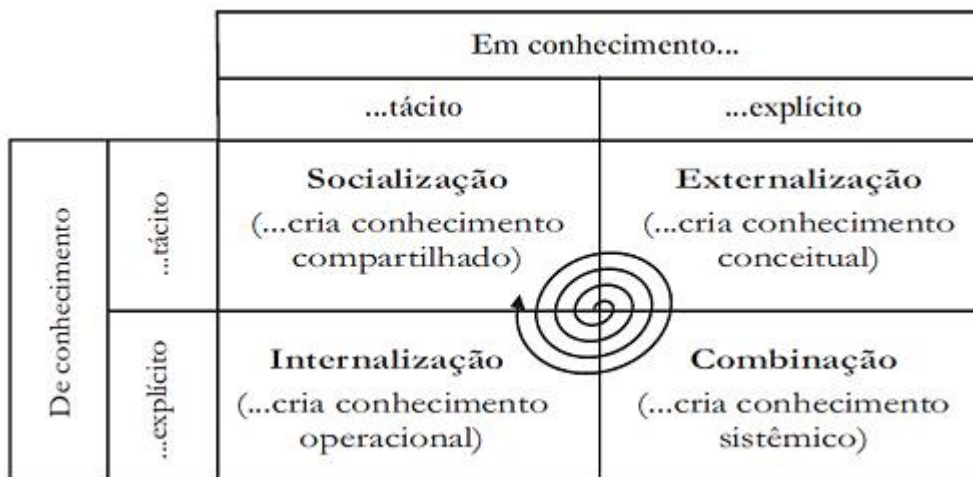 Em conhecimento...
...tácito
...explícito
De conhecimento
...tácito
Socialização
(...cria conhecimento
compartilhado)
Externalização
(...cria conhecimento
conceitual)
...explícito
Internalização
(...cria conhecimento
operacional)
Combinação
(...cria conhecimento
sistêmico)